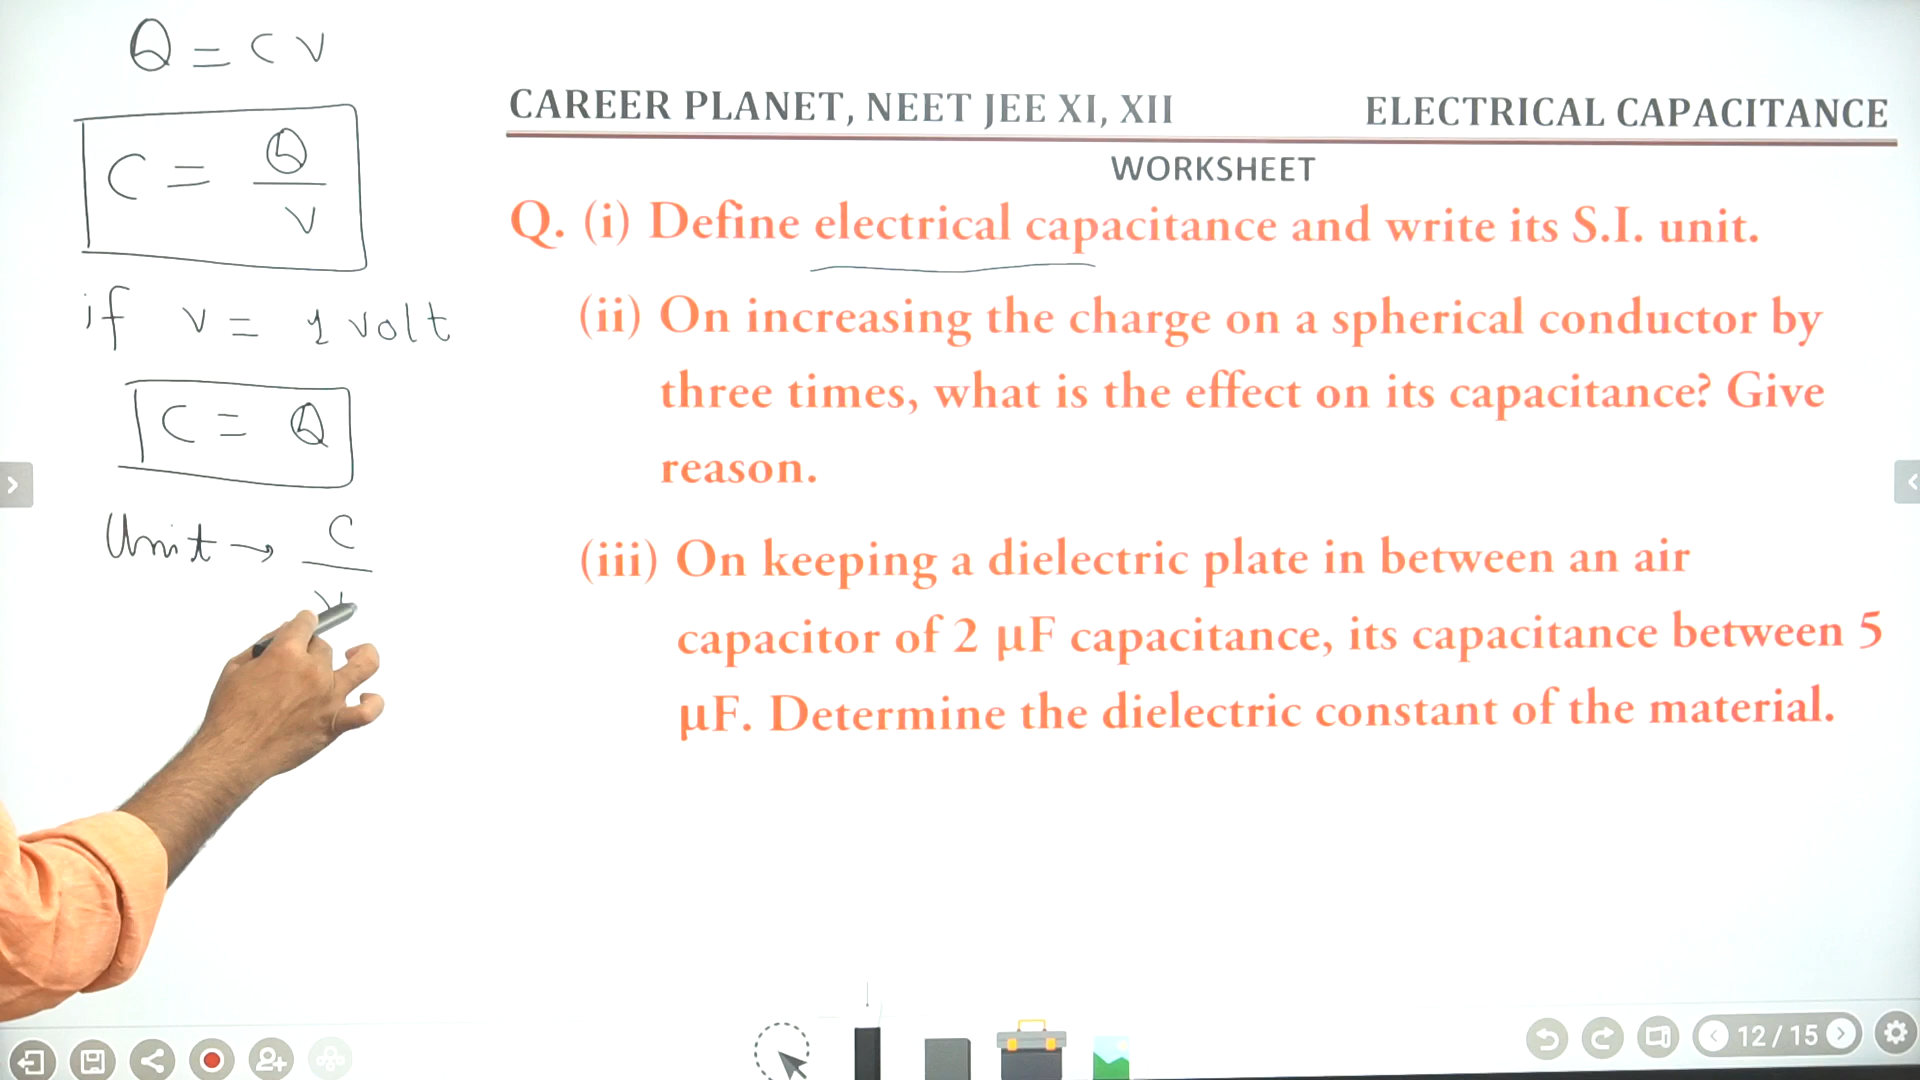 Q = C V
C = Q / V
if V = 1 volt
C = Q
Unit → C / V
CAREER PLANET, NEET JEE XI, XII ELECTRICAL CAPACITANCE
WORKSHEET
Q. (i) Define electrical capacitance and write its S.I. unit.
(ii) On increasing the charge on a spherical conductor by
three times, what is the effect on its capacitance? Give
reason.
(iii) On keeping a dielectric plate in between an air
capacitor of 2 μF capacitance, its capacitance between 5
μF. Determine the dielectric constant of the material.
12 / 15